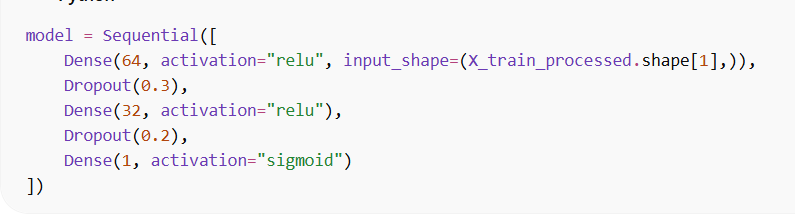 model = Sequential([
    Dense(64, activation="relu", input_shape=(X_train_processed.shape[1],)),
    Dropout(0.3),
    Dense(32, activation="relu"),
    Dropout(0.2),
    Dense(1, activation="sigmoid")
])